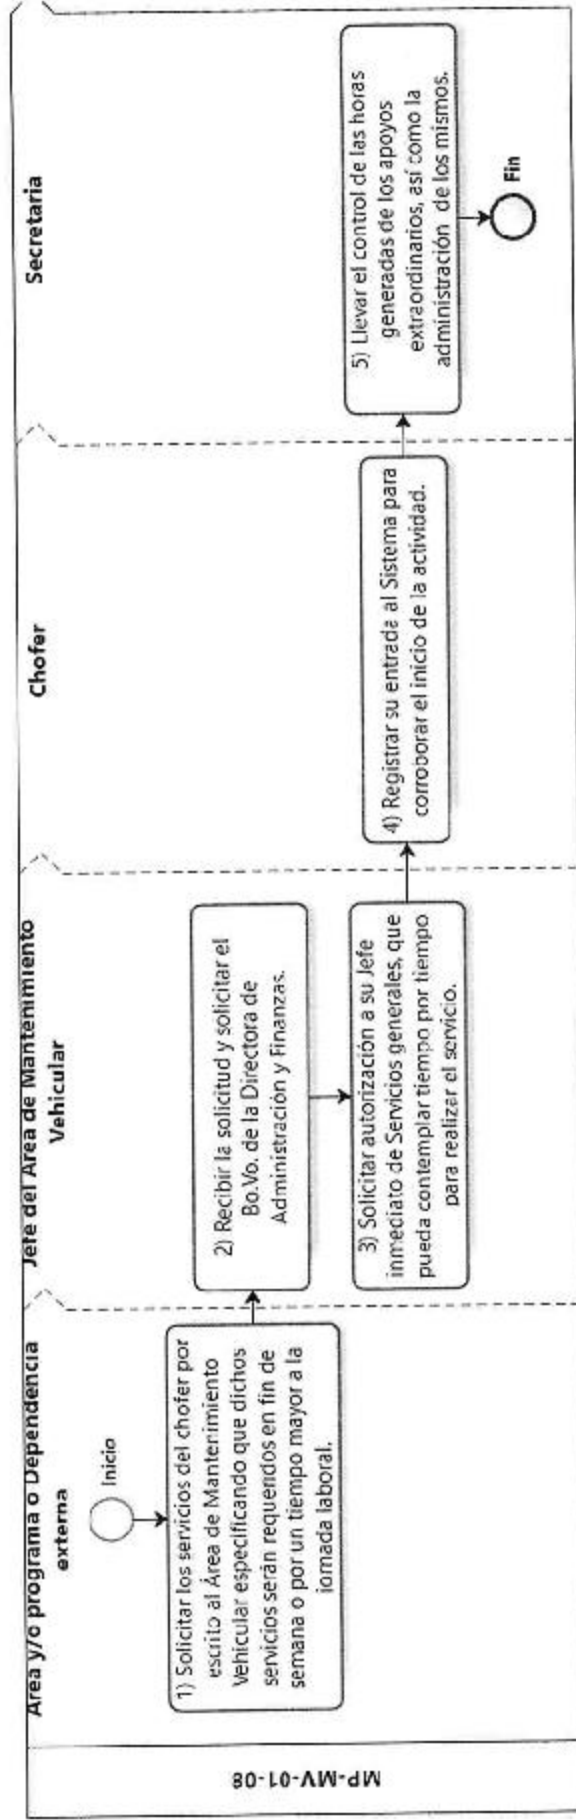 MP-MV-01-08
Área y/o programa o Dependencia
externa
Inicio
1) Solicitar los servicios del chofer por
escrito al Área de Mantenimiento
Vehicular especificando que dichos
servicios serán requeridos en fin de
semana o por un tiempo mayor a la
jornada laboral.
Jefe del Área de Mantenimiento
Vehicular
2) Recibir la solicitud y solicitar el
Bo.Vo. de la Directora de
Administración y Finanzas.
3) Solicitar autorización a su Jefe
inmediato de Servicios generales, que
pueda contemplar tiempo por tiempo
para realizar el servicio.
Chofer
4) Registrar su entrada al Sistema para
corroborar el inicio de la actividad.
Secretaria
5) Llevar el control de las horas
generadas de los apoyos
extraordinarios, así como la
administración de los mismos.
Fin